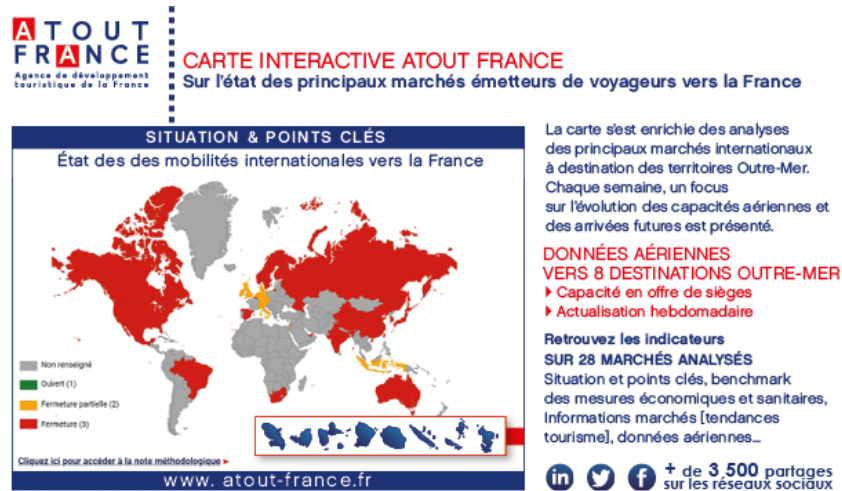 ATOUT
FRANCE
Agence de développement
touristique de la France
CARTE INTERACTIVE ATOUT FRANCE
Sur l'état des principaux marchés émetteurs de voyageurs vers la France
SITUATION & POINTS CLÉS
État des des mobilités internationales vers la France
Non renseigné
Ouvert (1)
Fermeture partielle (2)
Fermeture (3)
Cliquez ici pour accéder à la note méthodologique
www. atout-france.fr
La carte s'est enrichie des analyses
des principaux marchés internationaux
à destination des territoires Outre-Mer.
Chaque semaine, un focus
sur l'évolution des capacités aériennes et
des arrivées futures est présenté.
DONNÉES AÉRIENNES
VERS 8 DESTINATIONS OUTRE-MER
Capacité en offre de sièges
Actualisation hebdomadaire
Retrouvez les indicateurs
SUR 28 MARCHÉS ANALYSÉS
Situation et points clés, benchmark
des mesures économiques et sanitaires,
Informations marchés [tendances
tourisme], données aériennes...
in
f
+ de 3 500 partages
sur les réseaux sociaux